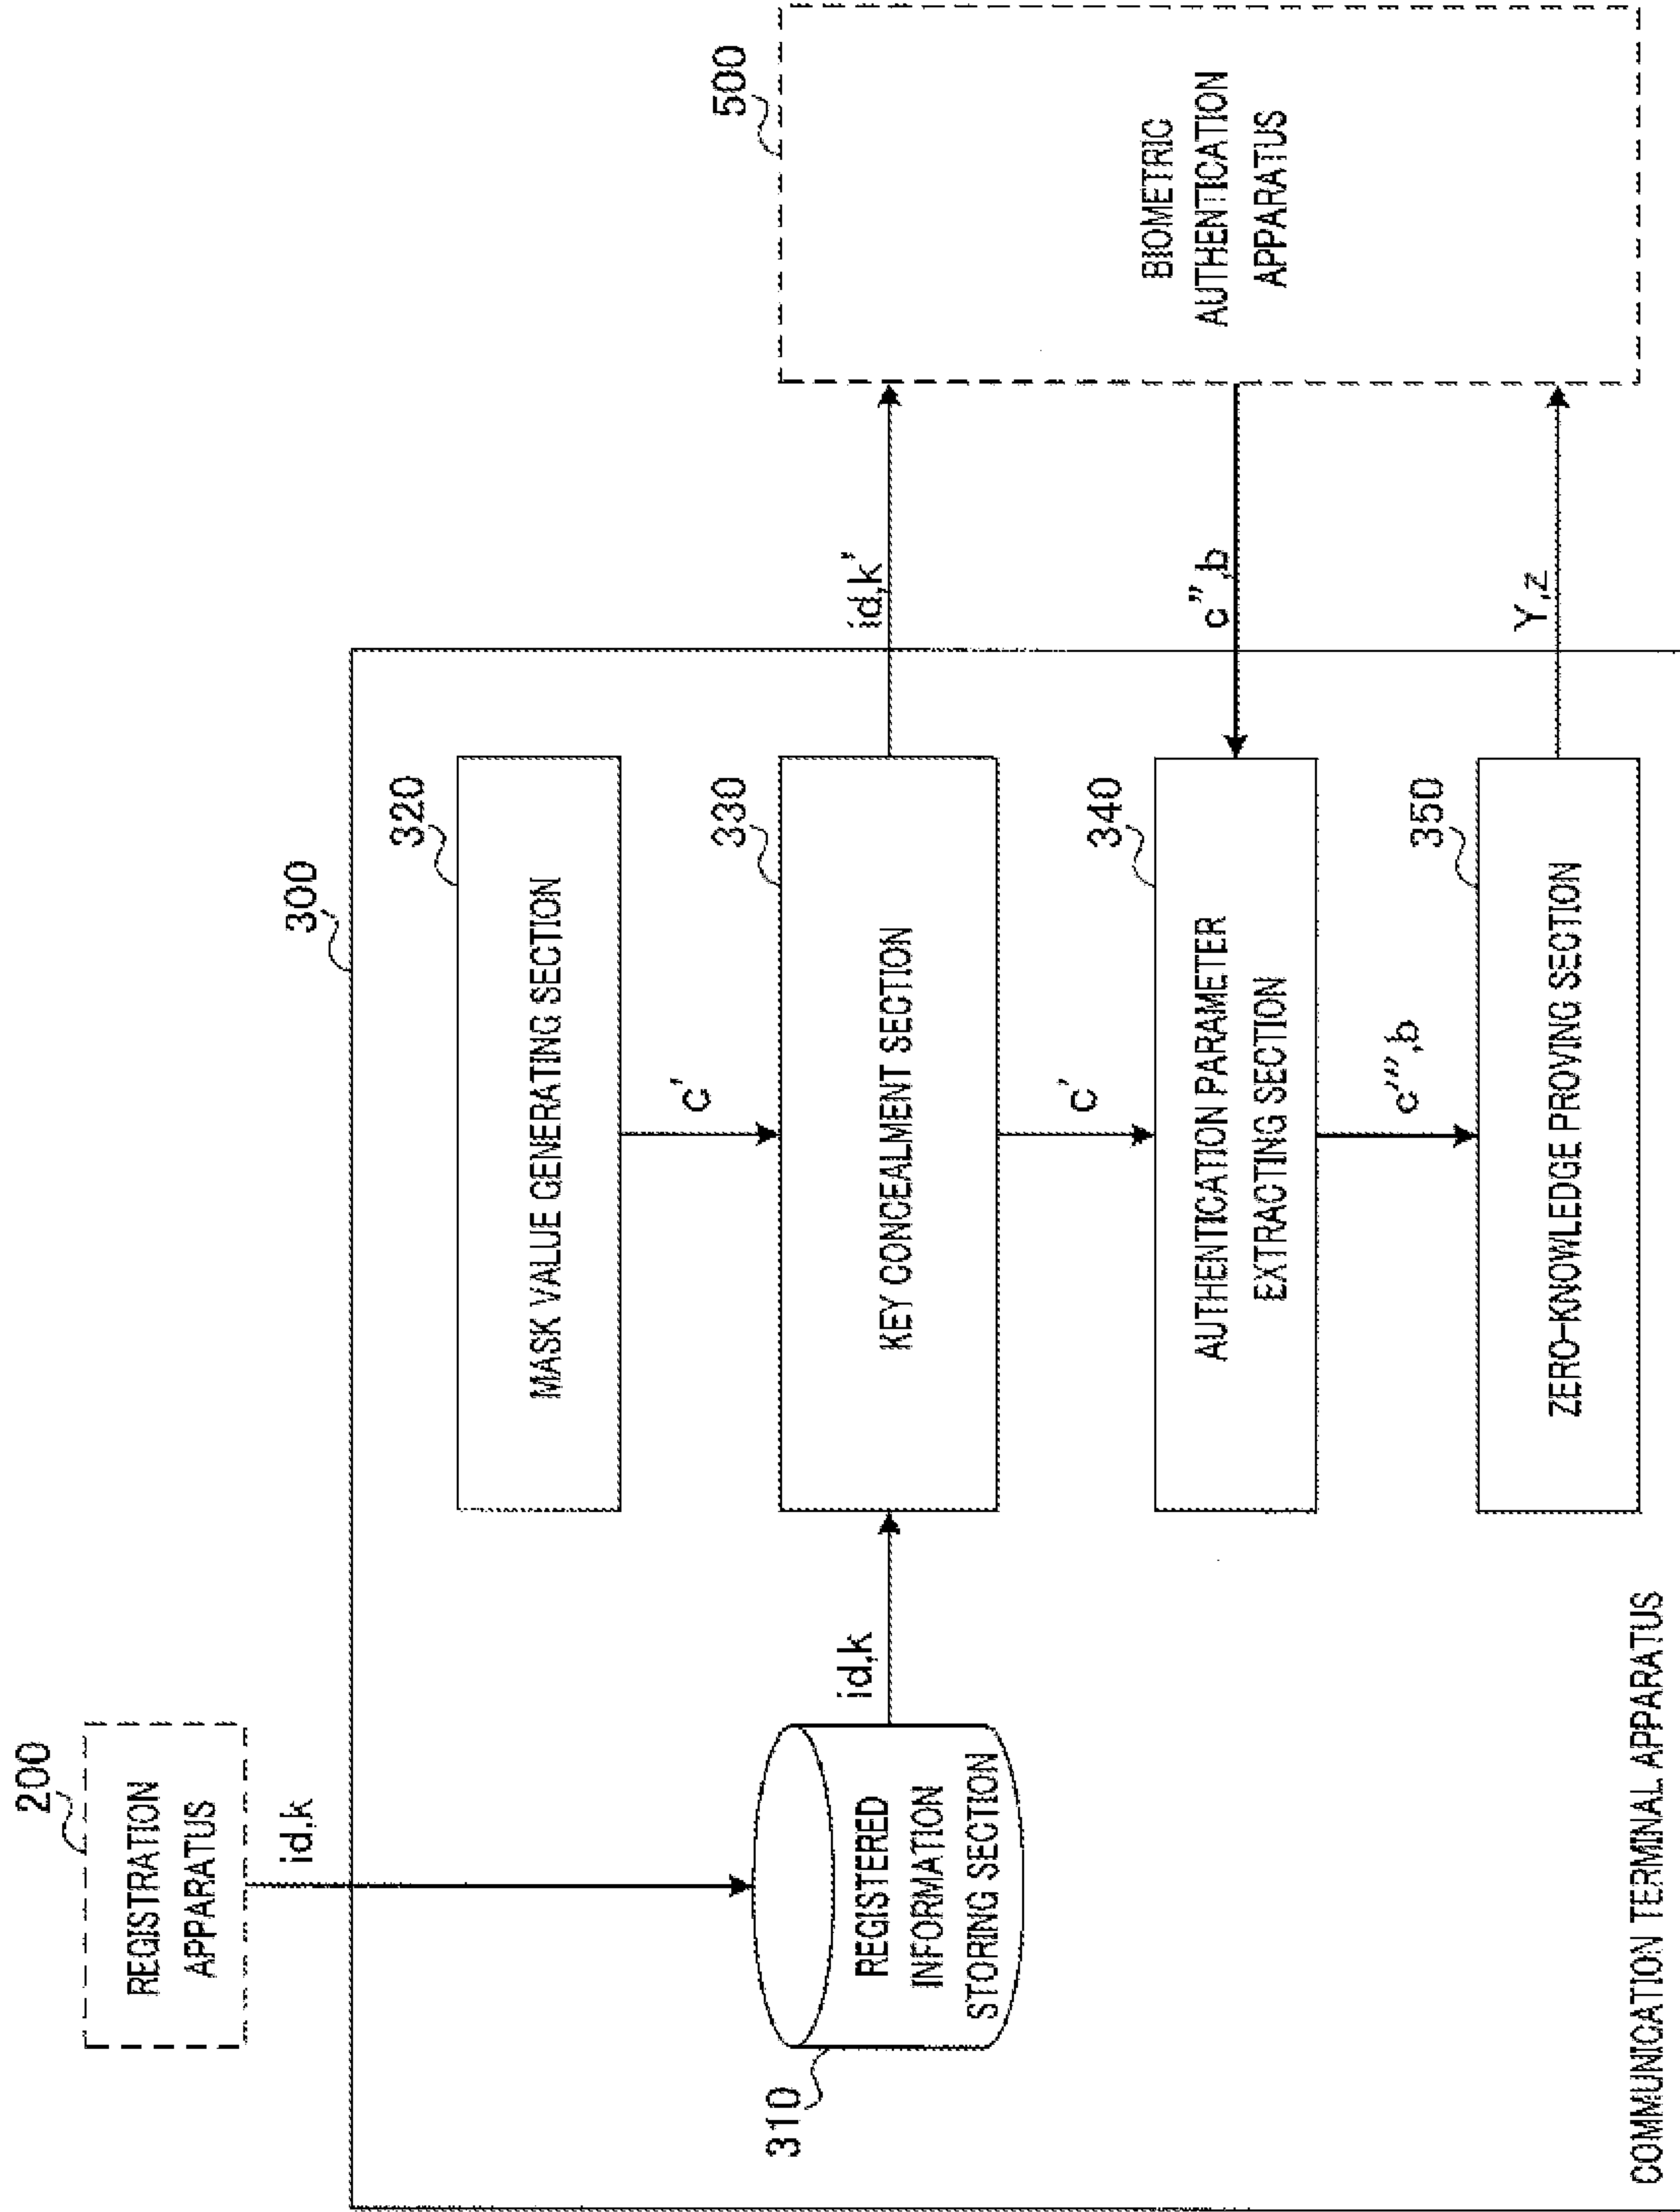 200
REGISTRATION
APPARATUS
id,k
300
310
REGISTERED
INFORMATION
STORING SECTION
id,k
320
MASK VALUE GENERATING SECTION
c'
330
KEY CONCEALMENT SECTION
id,k'
c'
340
AUTHENTICATION PARAMETER
EXTRACTING SECTION
c'',b
c''',b
350
ZERO-KNOWLEDGE PROVING SECTION
Y,z
500
BIOMETRIC
AUTHENTICATION
APPARATUS
COMMUNICATION TERMINAL APPARATUS